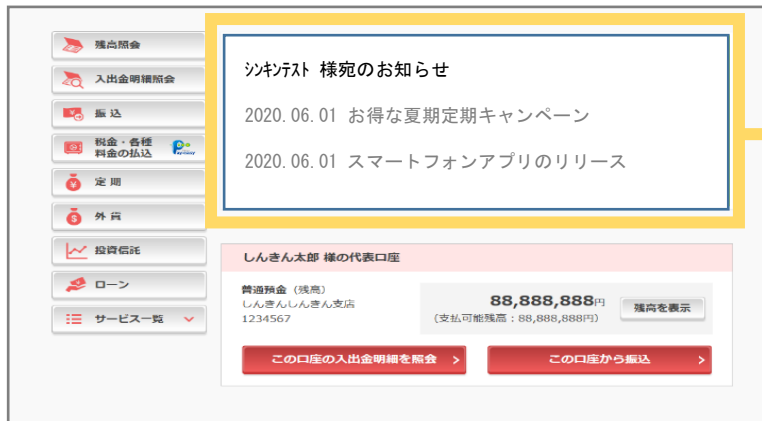 残高照会
入出金明細照会
振込
税金・各種
料金の払込
定期
外貨
投資信託
ローン
サービス一覧
ｼﾝｷﾝﾃｽﾄ 様宛のお知らせ
2020.06.01 お得な夏期定期キャンペーン
2020.06.01 スマートフォンアプリのリリース
しんきん太郎 様の代表口座
普通預金（残高）
しんきんしんきん支店
1234567
88,888,888円
（支払可能残高：88,888,888円）
残高を表示
この口座の入出金明細を照会
この口座から振込